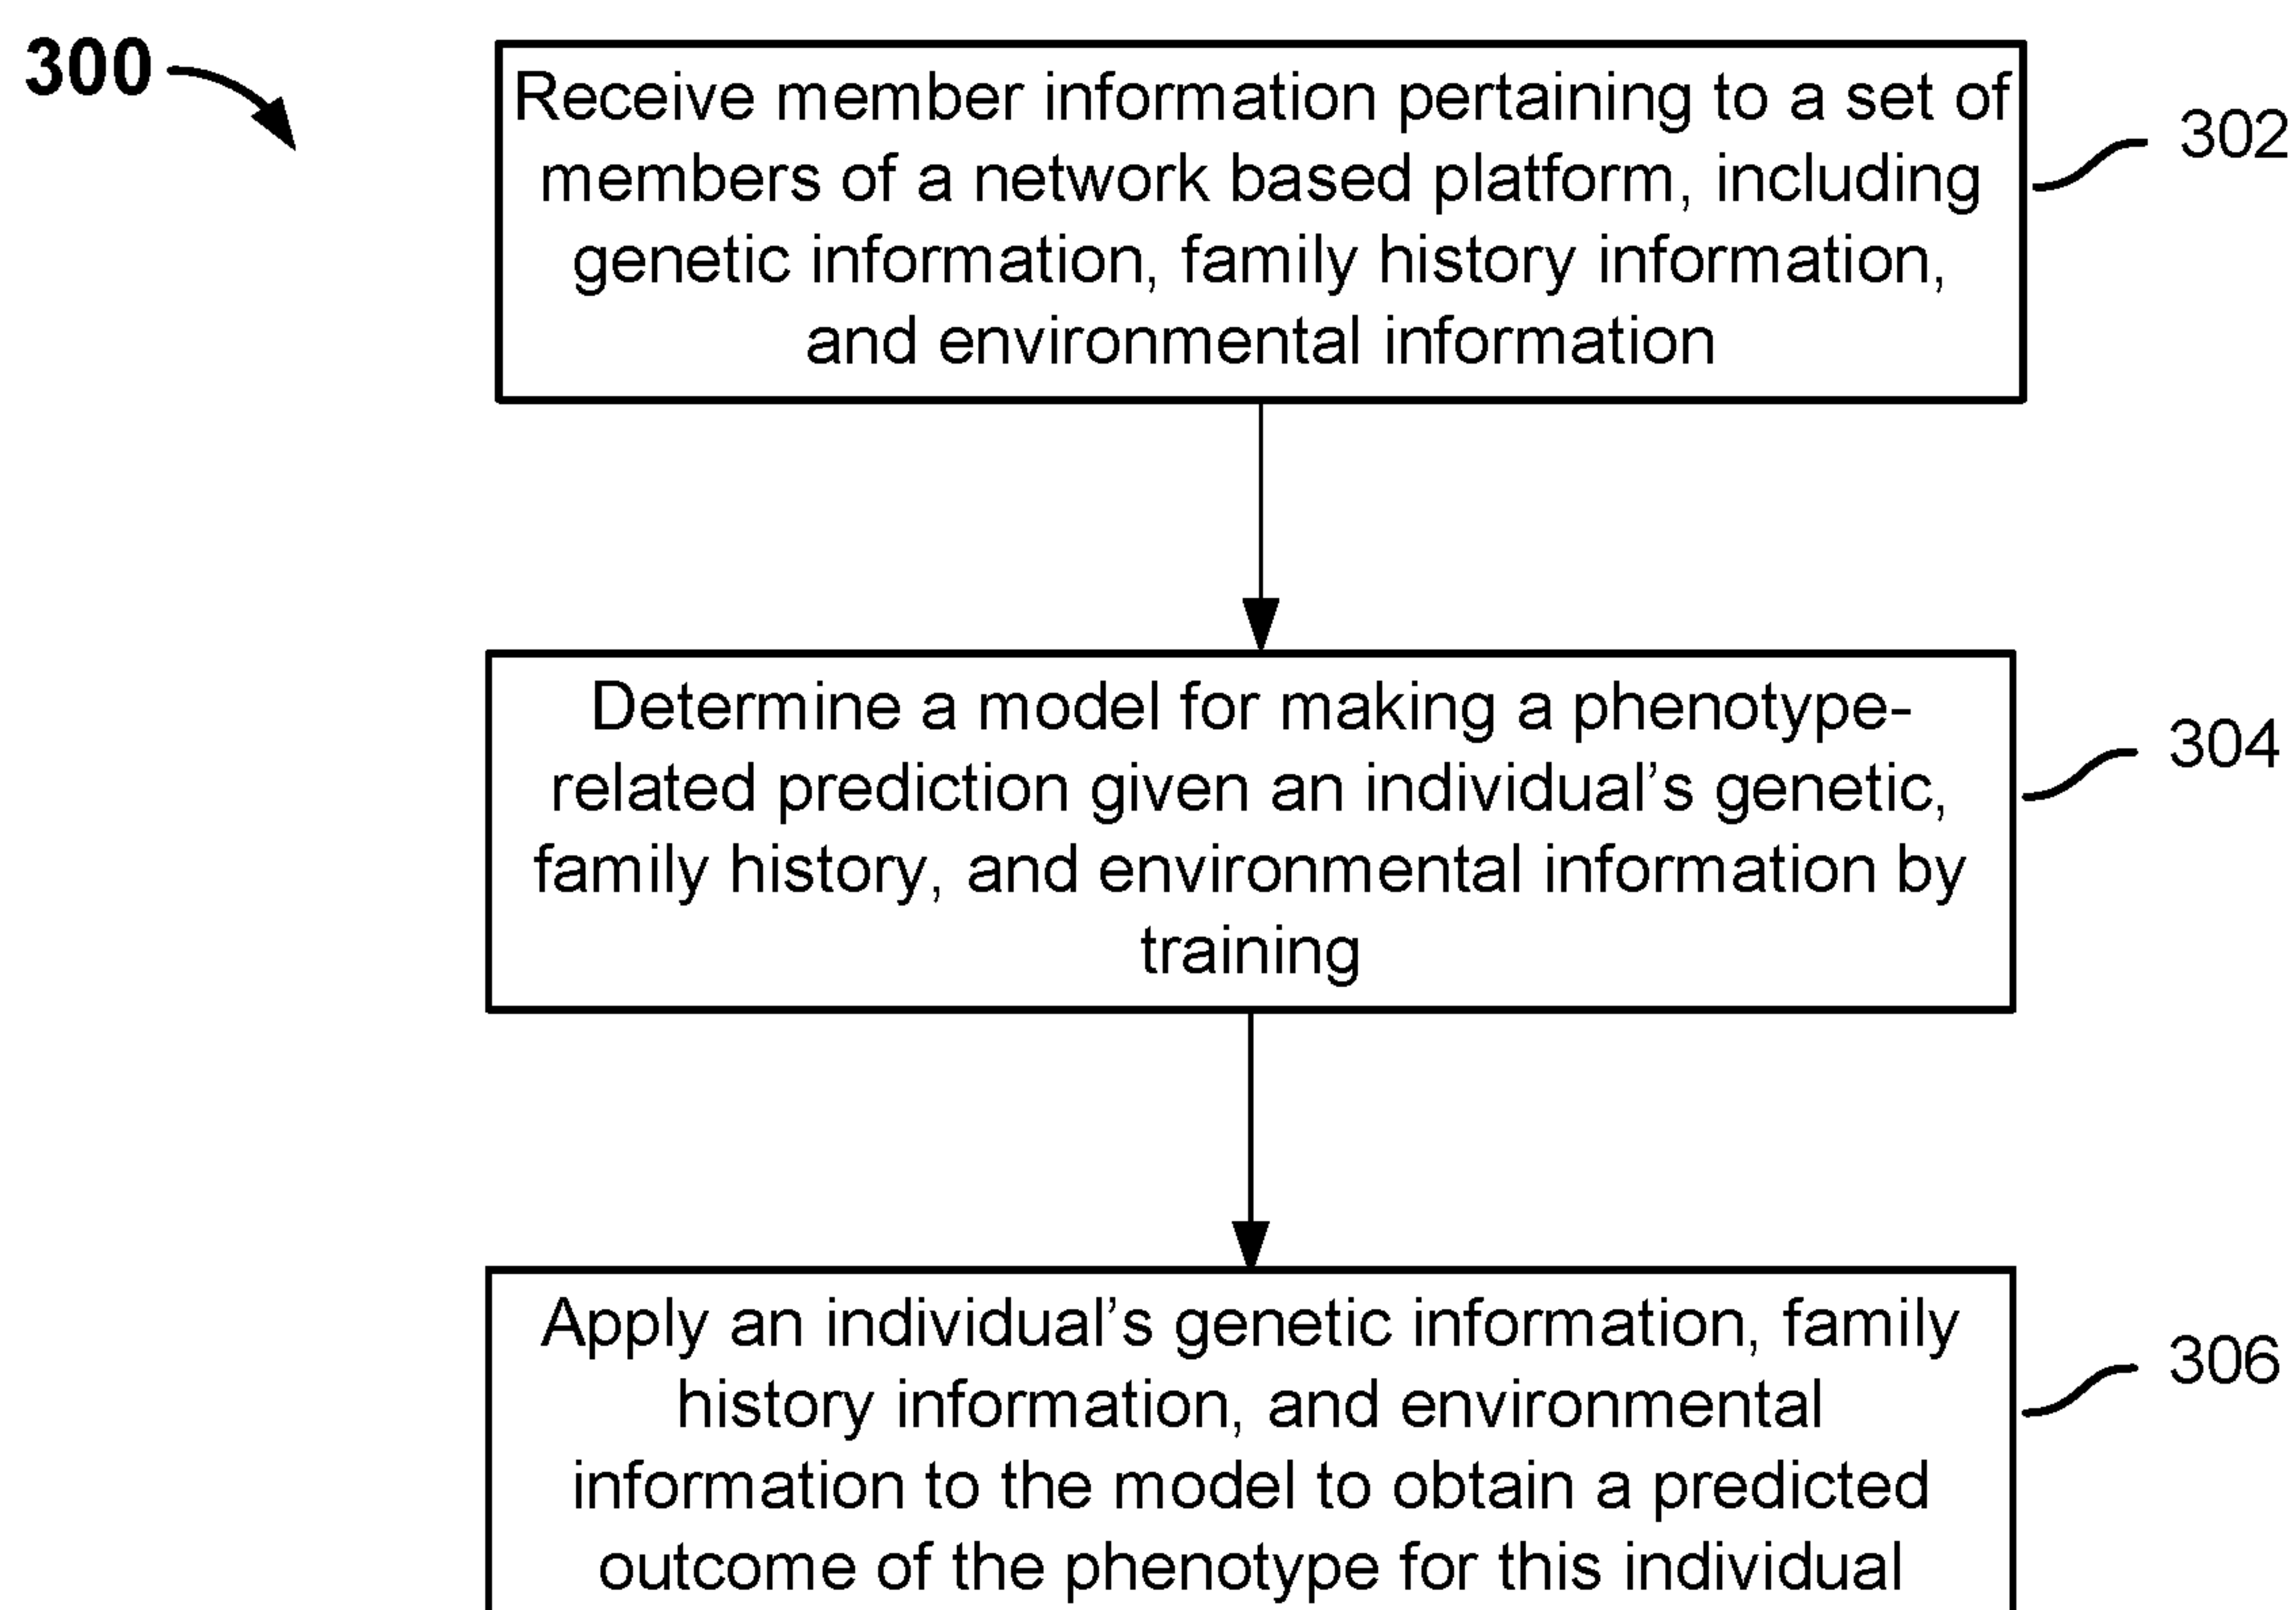 300
Receive member information pertaining to a set of
members of a network based platform, including
genetic information, family history information,
and environmental information
302
Determine a model for making a phenotype-
related prediction given an individual’s genetic,
family history, and environmental information by
training
304
Apply an individual’s genetic information, family
history information, and environmental
information to the model to obtain a predicted
outcome of the phenotype for this individual
306